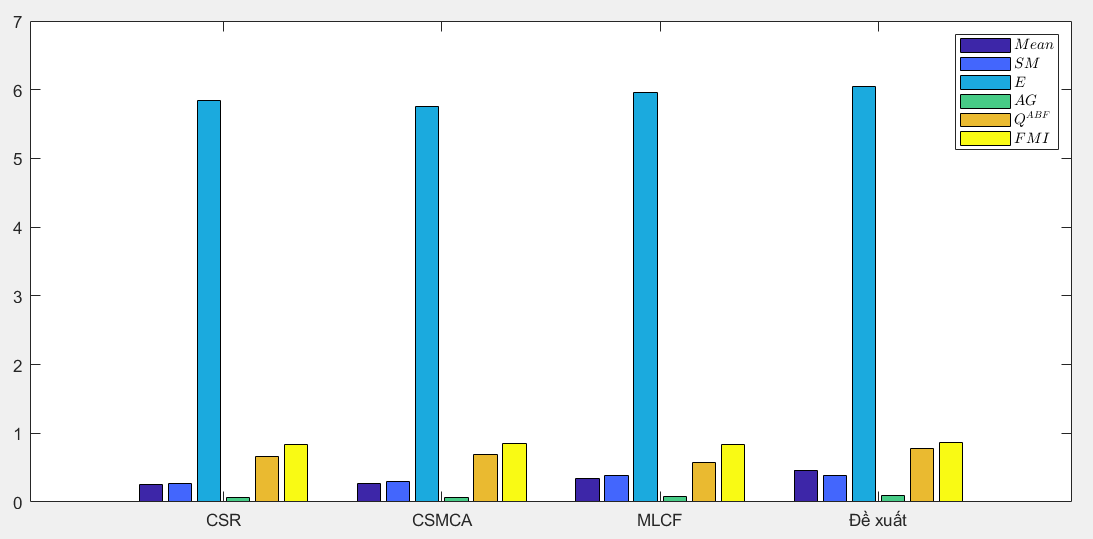 7
6
5
4
3
2
1
0
CSR
CSMCA
MLCF
Đề xuất
Mean
SM
E
AG
Q^{ABF}
FMI